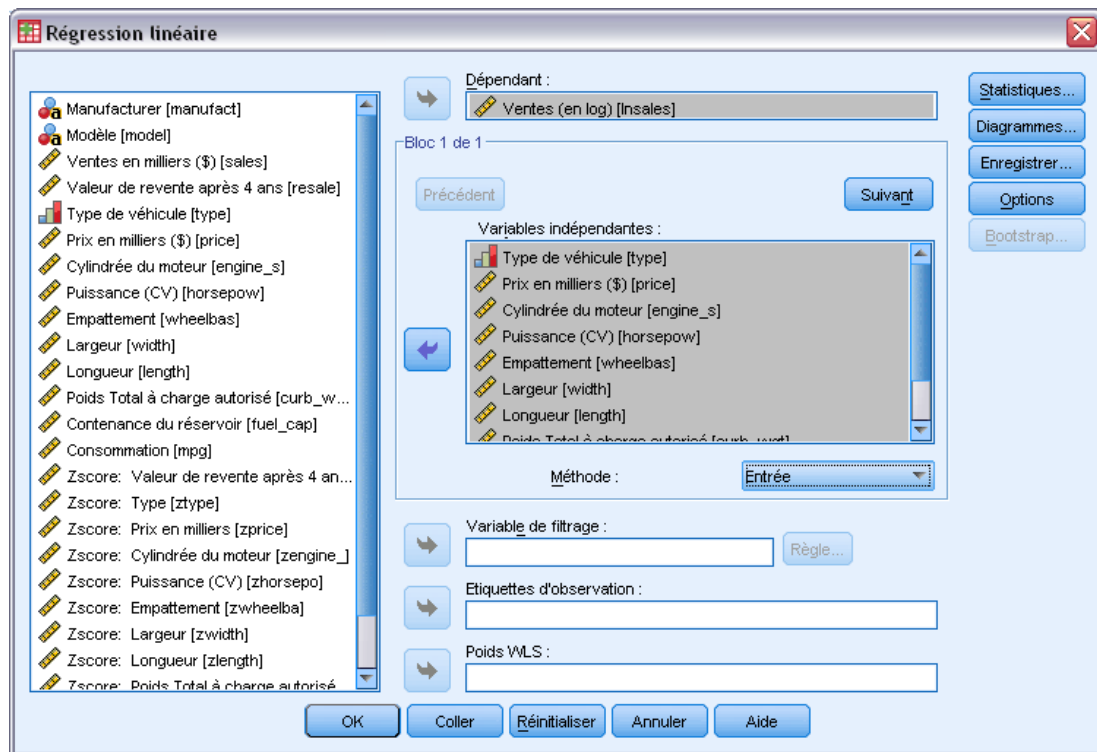 Régression linéaire
Manufacturer [manufact]
Modèle [model]
Ventes en milliers ($) [sales]
Valeur de revente après 4 ans [resale]
Type de véhicule [type]
Prix en milliers ($) [price]
Cylindrée du moteur [engine_s]
Puissance (CV) [horsepow]
Empattement [wheelbas]
Largeur [width]
Longueur [length]
Poids Total à charge autorisé [curb_w...
Contenance du réservoir [fuel_cap]
Consommation [mpg]
Zscore: Valeur de revente après 4 an...
Zscore: Type [ztype]
Zscore: Prix en milliers [zprice]
Zscore: Cylindrée du moteur [zengine_]
Zscore: Puissance (CV) [zhorsepo]
Zscore: Empattement [zwheelba]
Zscore: Largeur [zwidth]
Zscore: Longueur [zlength]
Zscore: Poids Total à charge autorisé
Dépendant :
Ventes (en log) [lnsales]
Bloc 1 de 1
Précédent
Suivant
Variables indépendantes :
Type de véhicule [type]
Prix en milliers ($) [price]
Cylindrée du moteur [engine_s]
Puissance (CV) [horsepow]
Empattement [wheelbas]
Largeur [width]
Longueur [length]
Poids Total à charge autorisé [curb_wgt]
Méthode :
Entrée
Variable de filtrage :
Règle...
Etiquettes d'observation :
Poids WLS :
Statistiques...
Diagrammes...
Enregistrer...
Options
Bootstrap...
OK
Coller
Réinitialiser
Annuler
Aide